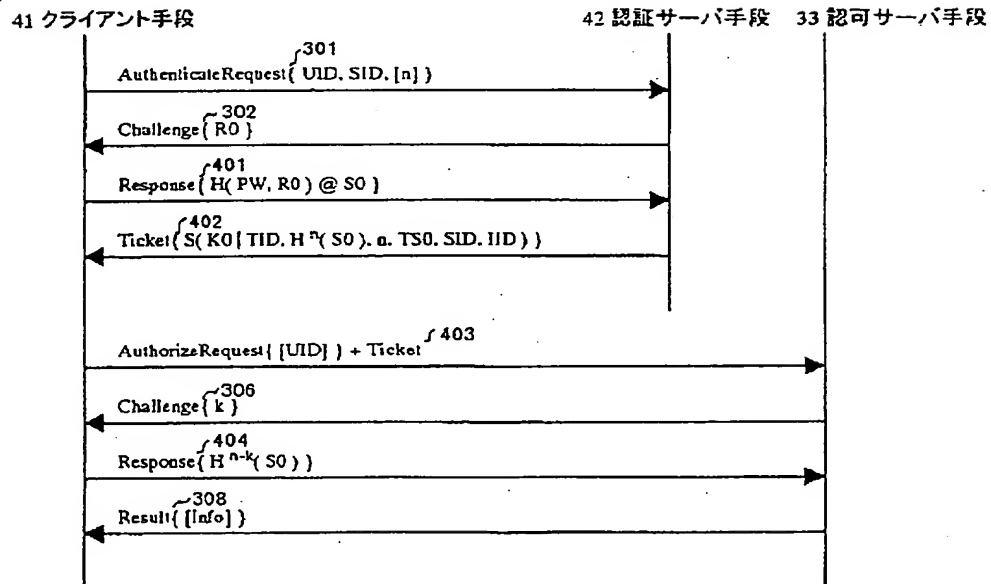 41 クライアント手段 42 認証サーバ手段 33 認可サーバ手段
301
AuthenticateRequest{ UID, SID, [n] }
302
Challenge{ R0 }
401
Response{ H( PW, R0 ) @ S0 }
402
Ticket{ S( K0[ TID, H n( S0 ), n, TS0, SID, IID ) }
403
AuthorizeRequest{ [UID] } + Ticket
306
Challenge{ k }
404
Response{ H n-k( S0 ) }
308
Result{ [Info] }